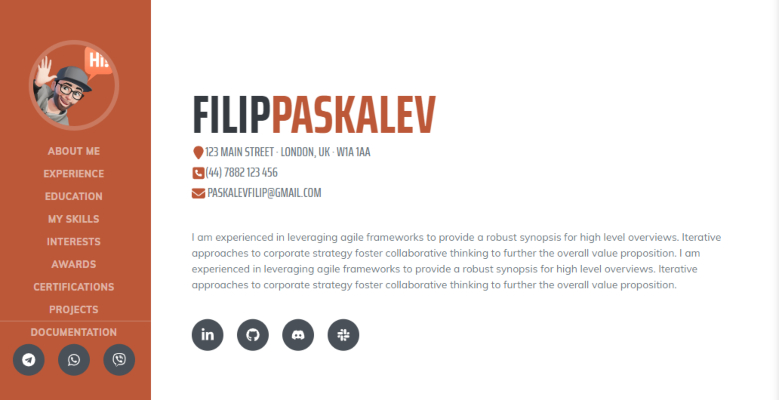 Hi
ABOUT ME
EXPERIENCE
EDUCATION
MY SKILLS
INTERESTS
AWARDS
CERTIFICATIONS
PROJECTS
DOCUMENTATION
FILIPPASKALEV
123 MAIN STREET · LONDON, UK · W1A 1AA
(44) 7882 123 456
PASKALEVFILIP@GMAIL.COM
I am experienced in leveraging agile frameworks to provide a robust synopsis for high level overviews. Iterative
approaches to corporate strategy foster collaborative thinking to further the overall value proposition. I am
experienced in leveraging agile frameworks to provide a robust synopsis for high level overviews. Iterative
approaches to corporate strategy foster collaborative thinking to further the overall value proposition.
in